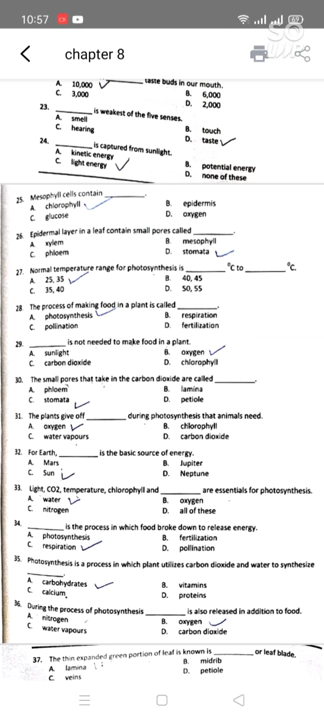 10:57
chapter 8
taste buds in our mouth.
A. 10,000 B. 6,000
C. 3,000 D. 2,000
23. ________ is weakest of the five senses.
A. smell B. touch
C. hearing D. taste
24. ________ is captured from sunlight.
A. kinetic energy B. potential energy
C. light energy D. none of these
25. Mesophyll cells contain ________.
A. chlorophyll B. epidermis
C. glucose D. oxygen
26. Epidermal layer in a leaf contain small pores called ________.
A. xylem B. mesophyll
C. phloem D. stomata
27. Normal temperature range for photosynthesis is ________ °C to ________ °C.
A. 25, 35 B. 40, 45
C. 35, 40 D. 50, 55
28. The process of making food in a plant is called ________.
A. photosynthesis B. respiration
C. pollination D. fertilization
29. ________ is not needed to make food in a plant.
A. sunlight B. oxygen
C. carbon dioxide D. chlorophyll
30. The small pores that take in the carbon dioxide are called ________.
A. phloem B. lamina
C. stomata D. petiole
31. The plants give off ________ during photosynthesis that animals need.
A. oxygen B. chlorophyll
C. water vapours D. carbon dioxide
32. For Earth, ________ is the basic source of energy.
A. Mars B. Jupiter
C. Sun D. Neptune
33. Light, CO2, temperature, chlorophyll and ________ are essentials for photosynthesis.
A. water B. oxygen
C. nitrogen D. all of these
34. ________ is the process in which food broke down to release energy.
A. photosynthesis B. fertilization
C. respiration D. pollination
35. Photosynthesis is a process in which plant utilizes carbon dioxide and water to synthesize
________.
A. carbohydrates B. vitamins
C. calcium D. proteins
36. During the process of photosynthesis ________ is also released in addition to food.
A. nitrogen B. oxygen
C. water vapours D. carbon dioxide
37. The thin expanded green portion of leaf is known is ________ or leaf blade.
A. lamina B. midrib
C. veins D. petiole